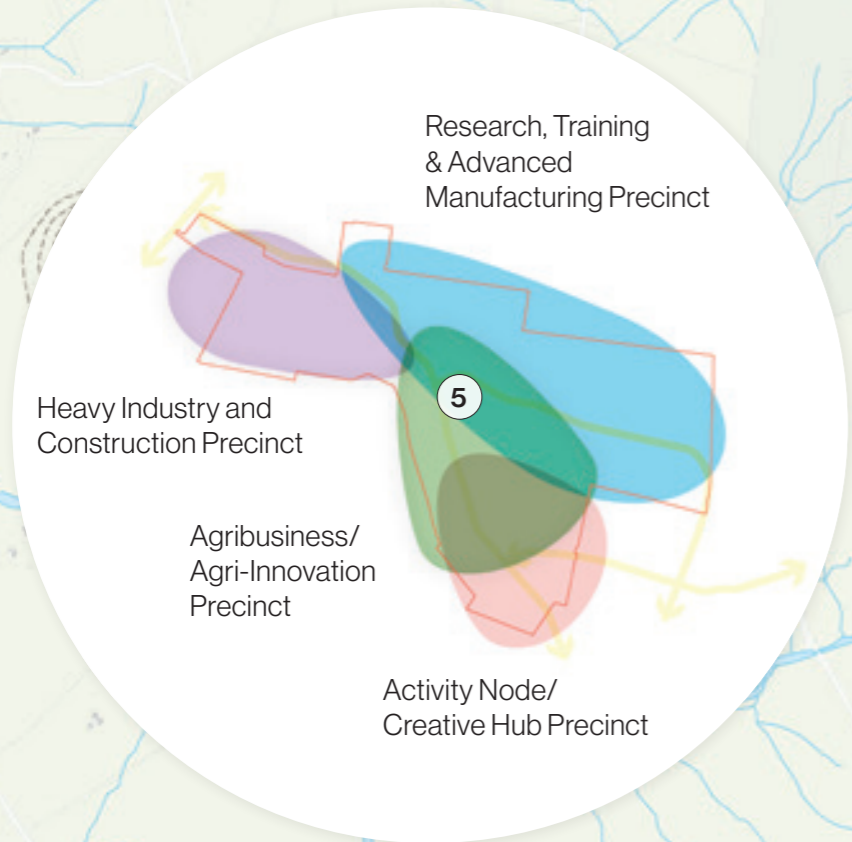 Research, Training
& Advanced
Manufacturing Precinct
5
Heavy Industry and
Construction Precinct
Agribusiness/
Agri-Innovation
Precinct
Activity Node/
Creative Hub Precinct